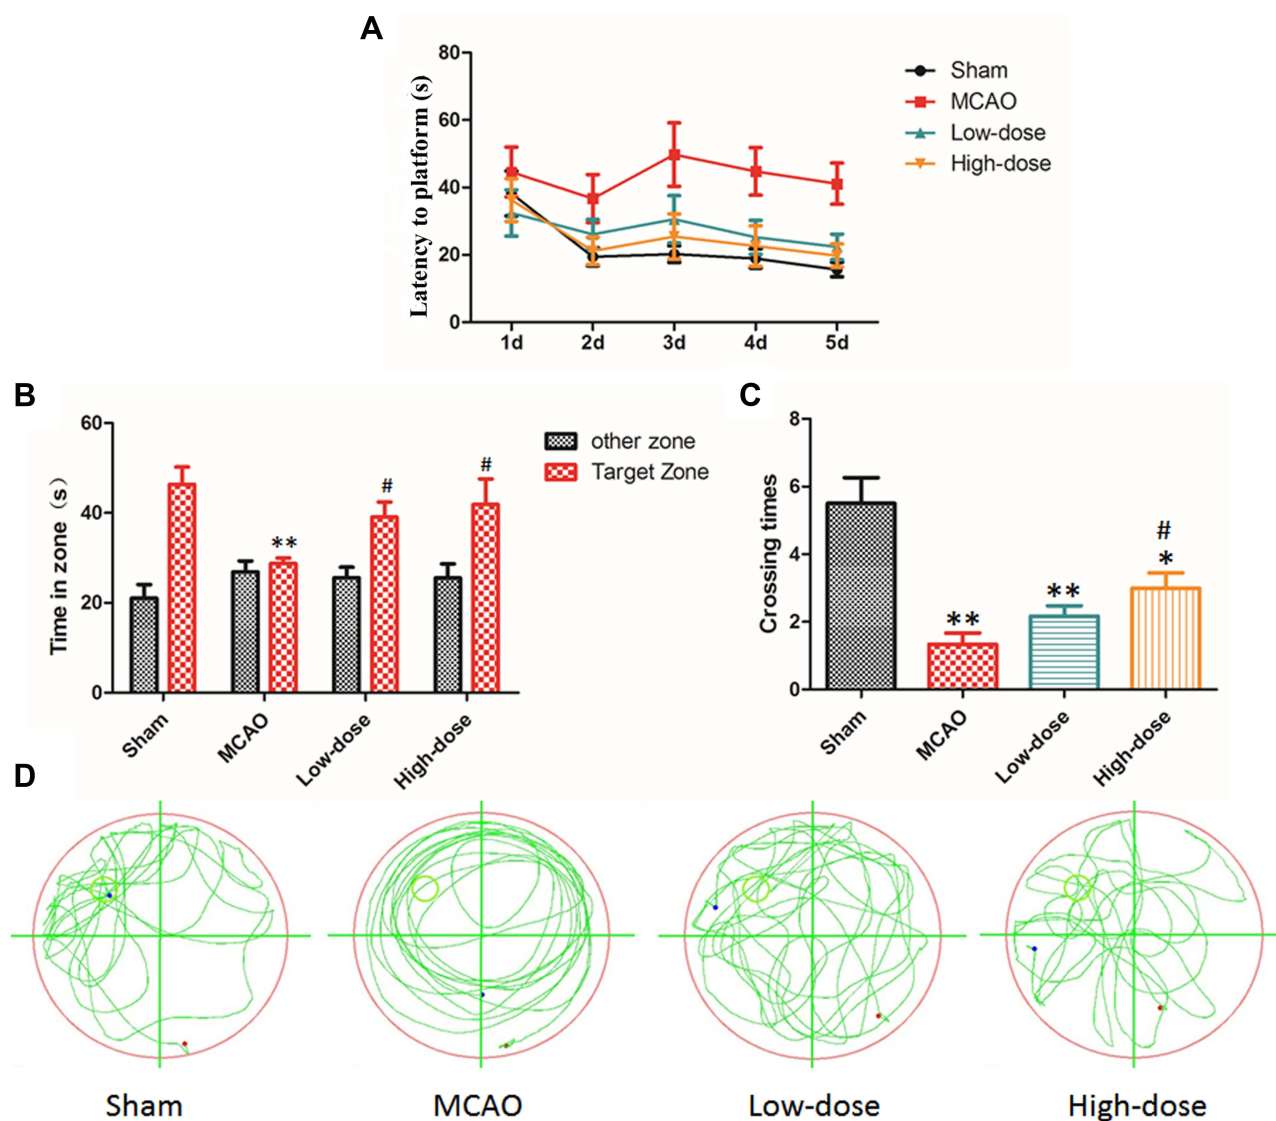 A
Latency to platform (s)
80
60
40
20
0
1d 2d 3d 4d 5d
Sham
MCAO
Low-dose
High-dose
B
Time in zone (s)
60
40
20
0
**
#
#
other zone
Target Zone
Sham MCAO Low-dose High-dose
C
Crossing times
8
6
4
2
0
**
**
#
*
Sham MCAO Low-dose High-dose
D
Sham MCAO Low-dose High-dose